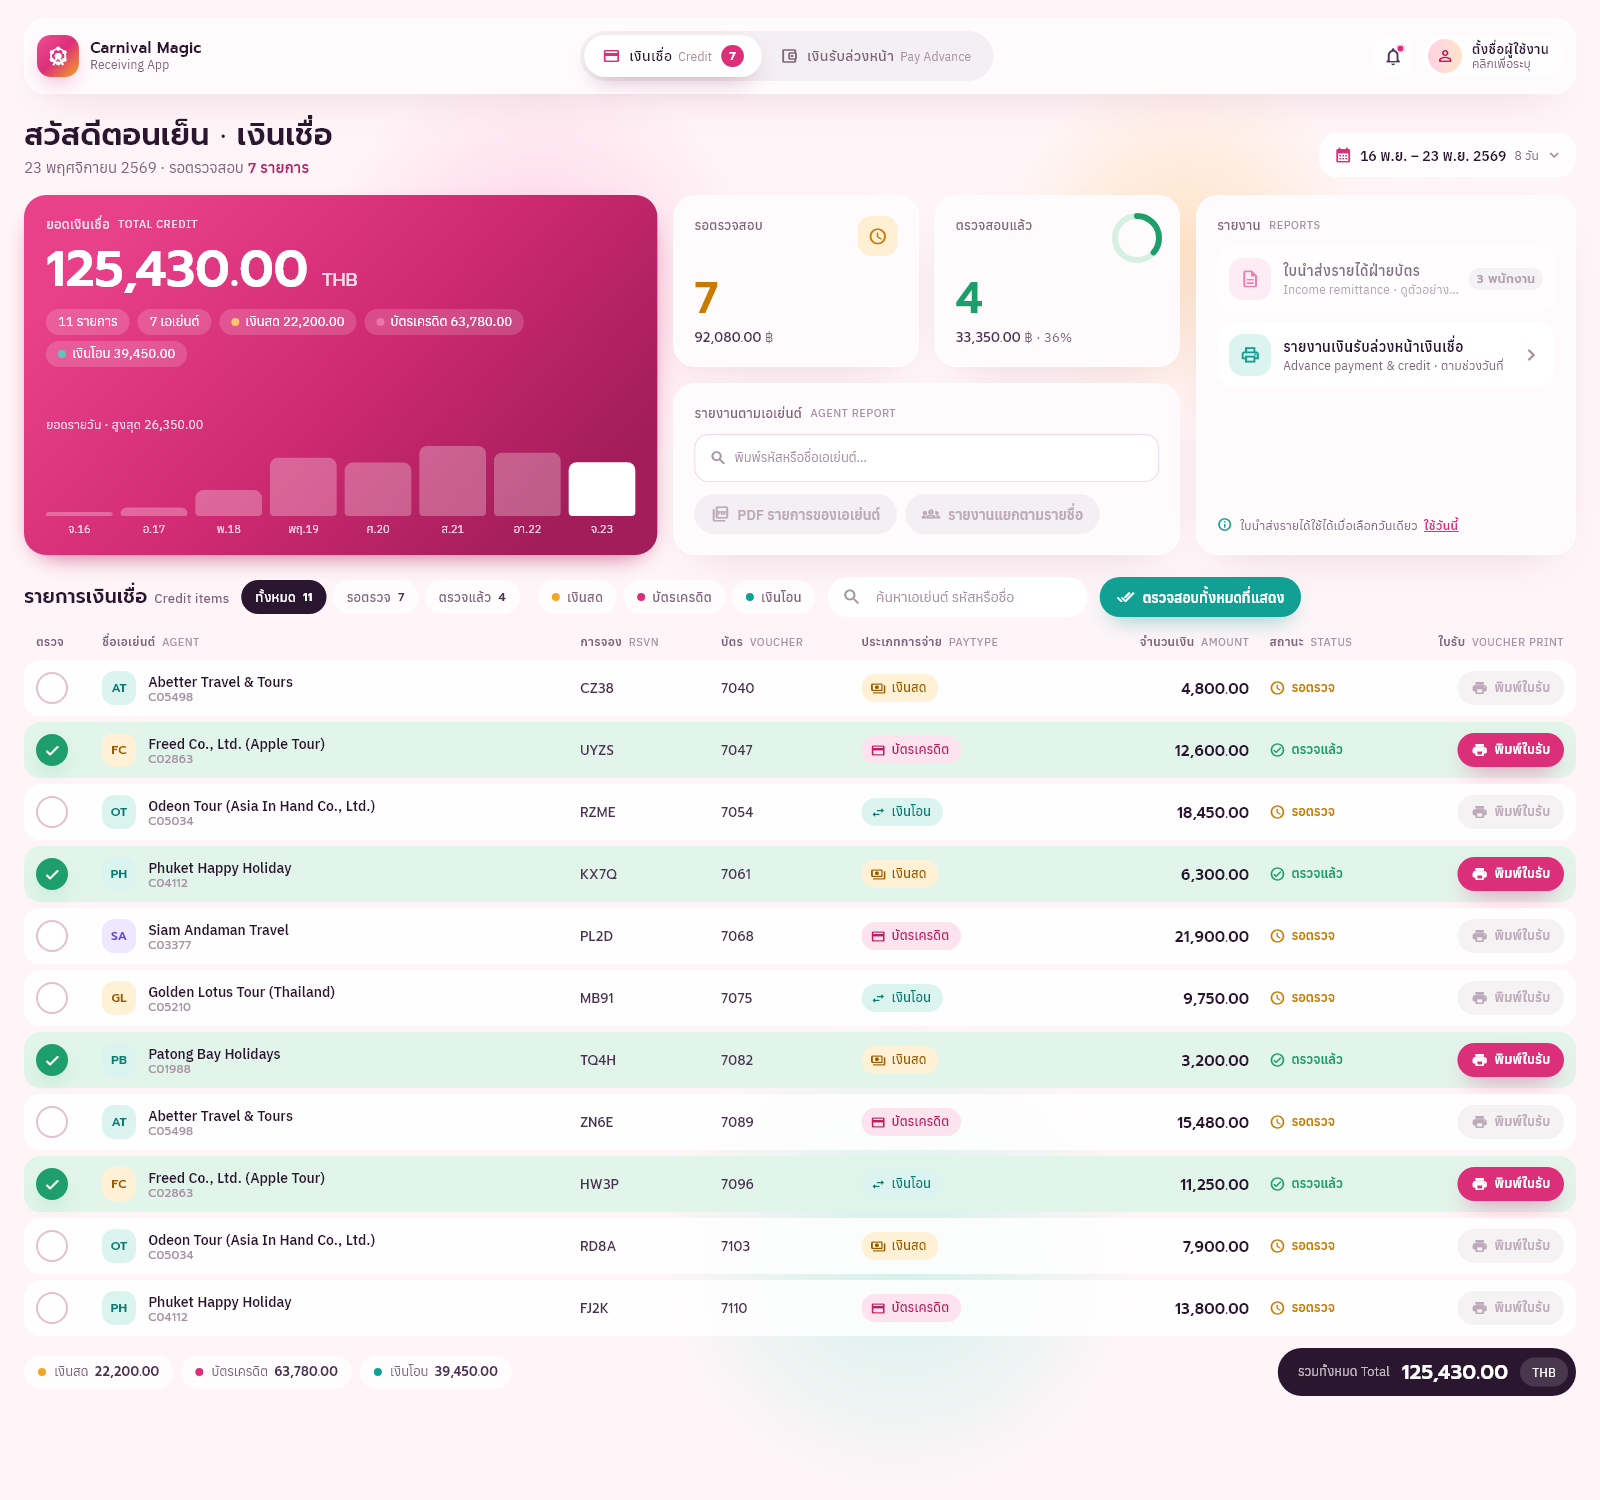 Carnival Magic
Receiving App
เงินเชื่อ Credit 7
เงินรับล่วงหน้า Pay Advance
ตั้งชื่อผู้ใช้งาน
คลิกเพื่อระบุ
สวัสดีตอนเย็น · เงินเชื่อ
23 พฤศจิกายน 2569 · รอตรวจสอบ 7 รายการ
16 พ.ย. – 23 พ.ย. 2569 8 วัน
ยอดเงินเชื่อ TOTAL CREDIT
125,430.00 THB
11 รายการ 7 เอเย่นต์ เงินสด 22,200.00 บัตรเครดิต 63,780.00
เงินโอน 39,450.00
ยอดรายวัน · สูงสุด 26,350.00
จ.16 อ.17 พ.18 พฤ.19 ศ.20 ส.21 อา.22 จ.23
รอตรวจสอบ
7
92,080.00 ฿
ตรวจสอบแล้ว
4
33,350.00 ฿ · 36%
รายงานตามเอเย่นต์ AGENT REPORT
พิมพ์รหัสหรือชื่อเอเย่นต์...
PDF รายการของเอเย่นต์ รายงานแยกตามรายชื่อ
รายงาน REPORTS
ใบนำส่งรายได้ฝ่ายบัตร
Income remittance · ดูตัวอย่าง...
3 พนักงาน
รายงานเงินรับล่วงหน้าเงินเชื่อ
Advance payment & credit · ตามช่วงวันที่
ใบนำส่งรายได้ใช้ได้เมื่อเลือกวันเดียว ใช้วันนี้
รายการเงินเชื่อ Credit items ทั้งหมด 11 รอตรวจ 7 ตรวจแล้ว 4 เงินสด บัตรเครดิต เงินโอน ค้นหาเอเย่นต์ รหัสหรือชื่อ ตรวจสอบทั้งหมดที่แสดง
ตรวจ ชื่อเอเย่นต์ AGENT การจอง RSVN บัตร VOUCHER ประเภทการจ่าย PAYTYPE จำนวนเงิน AMOUNT สถานะ STATUS ใบรับ VOUCHER PRINT
AT Abetter Travel & Tours CZ38 7040 เงินสด 4,800.00 รอตรวจ พิมพ์ใบรับ
C05498
FC Freed Co., Ltd. (Apple Tour) UYZS 7047 บัตรเครดิต 12,600.00 ตรวจแล้ว พิมพ์ใบรับ
C02863
OT Odeon Tour (Asia In Hand Co., Ltd.) RZME 7054 เงินโอน 18,450.00 รอตรวจ พิมพ์ใบรับ
C05034
PH Phuket Happy Holiday KX7Q 7061 เงินสด 6,300.00 ตรวจแล้ว พิมพ์ใบรับ
C04112
SA Siam Andaman Travel PL2D 7068 บัตรเครดิต 21,900.00 รอตรวจ พิมพ์ใบรับ
C03377
GL Golden Lotus Tour (Thailand) MB91 7075 เงินโอน 9,750.00 รอตรวจ พิมพ์ใบรับ
C05210
PB Patong Bay Holidays TQ4H 7082 เงินสด 3,200.00 ตรวจแล้ว พิมพ์ใบรับ
C01988
AT Abetter Travel & Tours ZN6E 7089 บัตรเครดิต 15,480.00 รอตรวจ พิมพ์ใบรับ
C05498
FC Freed Co., Ltd. (Apple Tour) HW3P 7096 เงินโอน 11,250.00 ตรวจแล้ว พิมพ์ใบรับ
C02863
OT Odeon Tour (Asia In Hand Co., Ltd.) RD8A 7103 เงินสด 7,900.00 รอตรวจ พิมพ์ใบรับ
C05034
PH Phuket Happy Holiday FJ2K 7110 บัตรเครดิต 13,800.00 รอตรวจ พิมพ์ใบรับ
C04112
เงินสด 22,200.00 บัตรเครดิต 63,780.00 เงินโอน 39,450.00 รวมทั้งหมด Total 125,430.00 THB